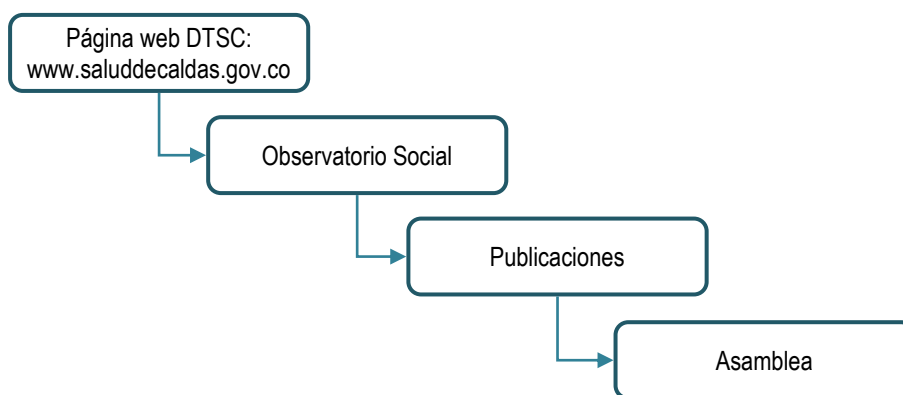 Página web DTSC:
www.saluddecaldas.gov.co
Observatorio Social
Publicaciones
Asamblea